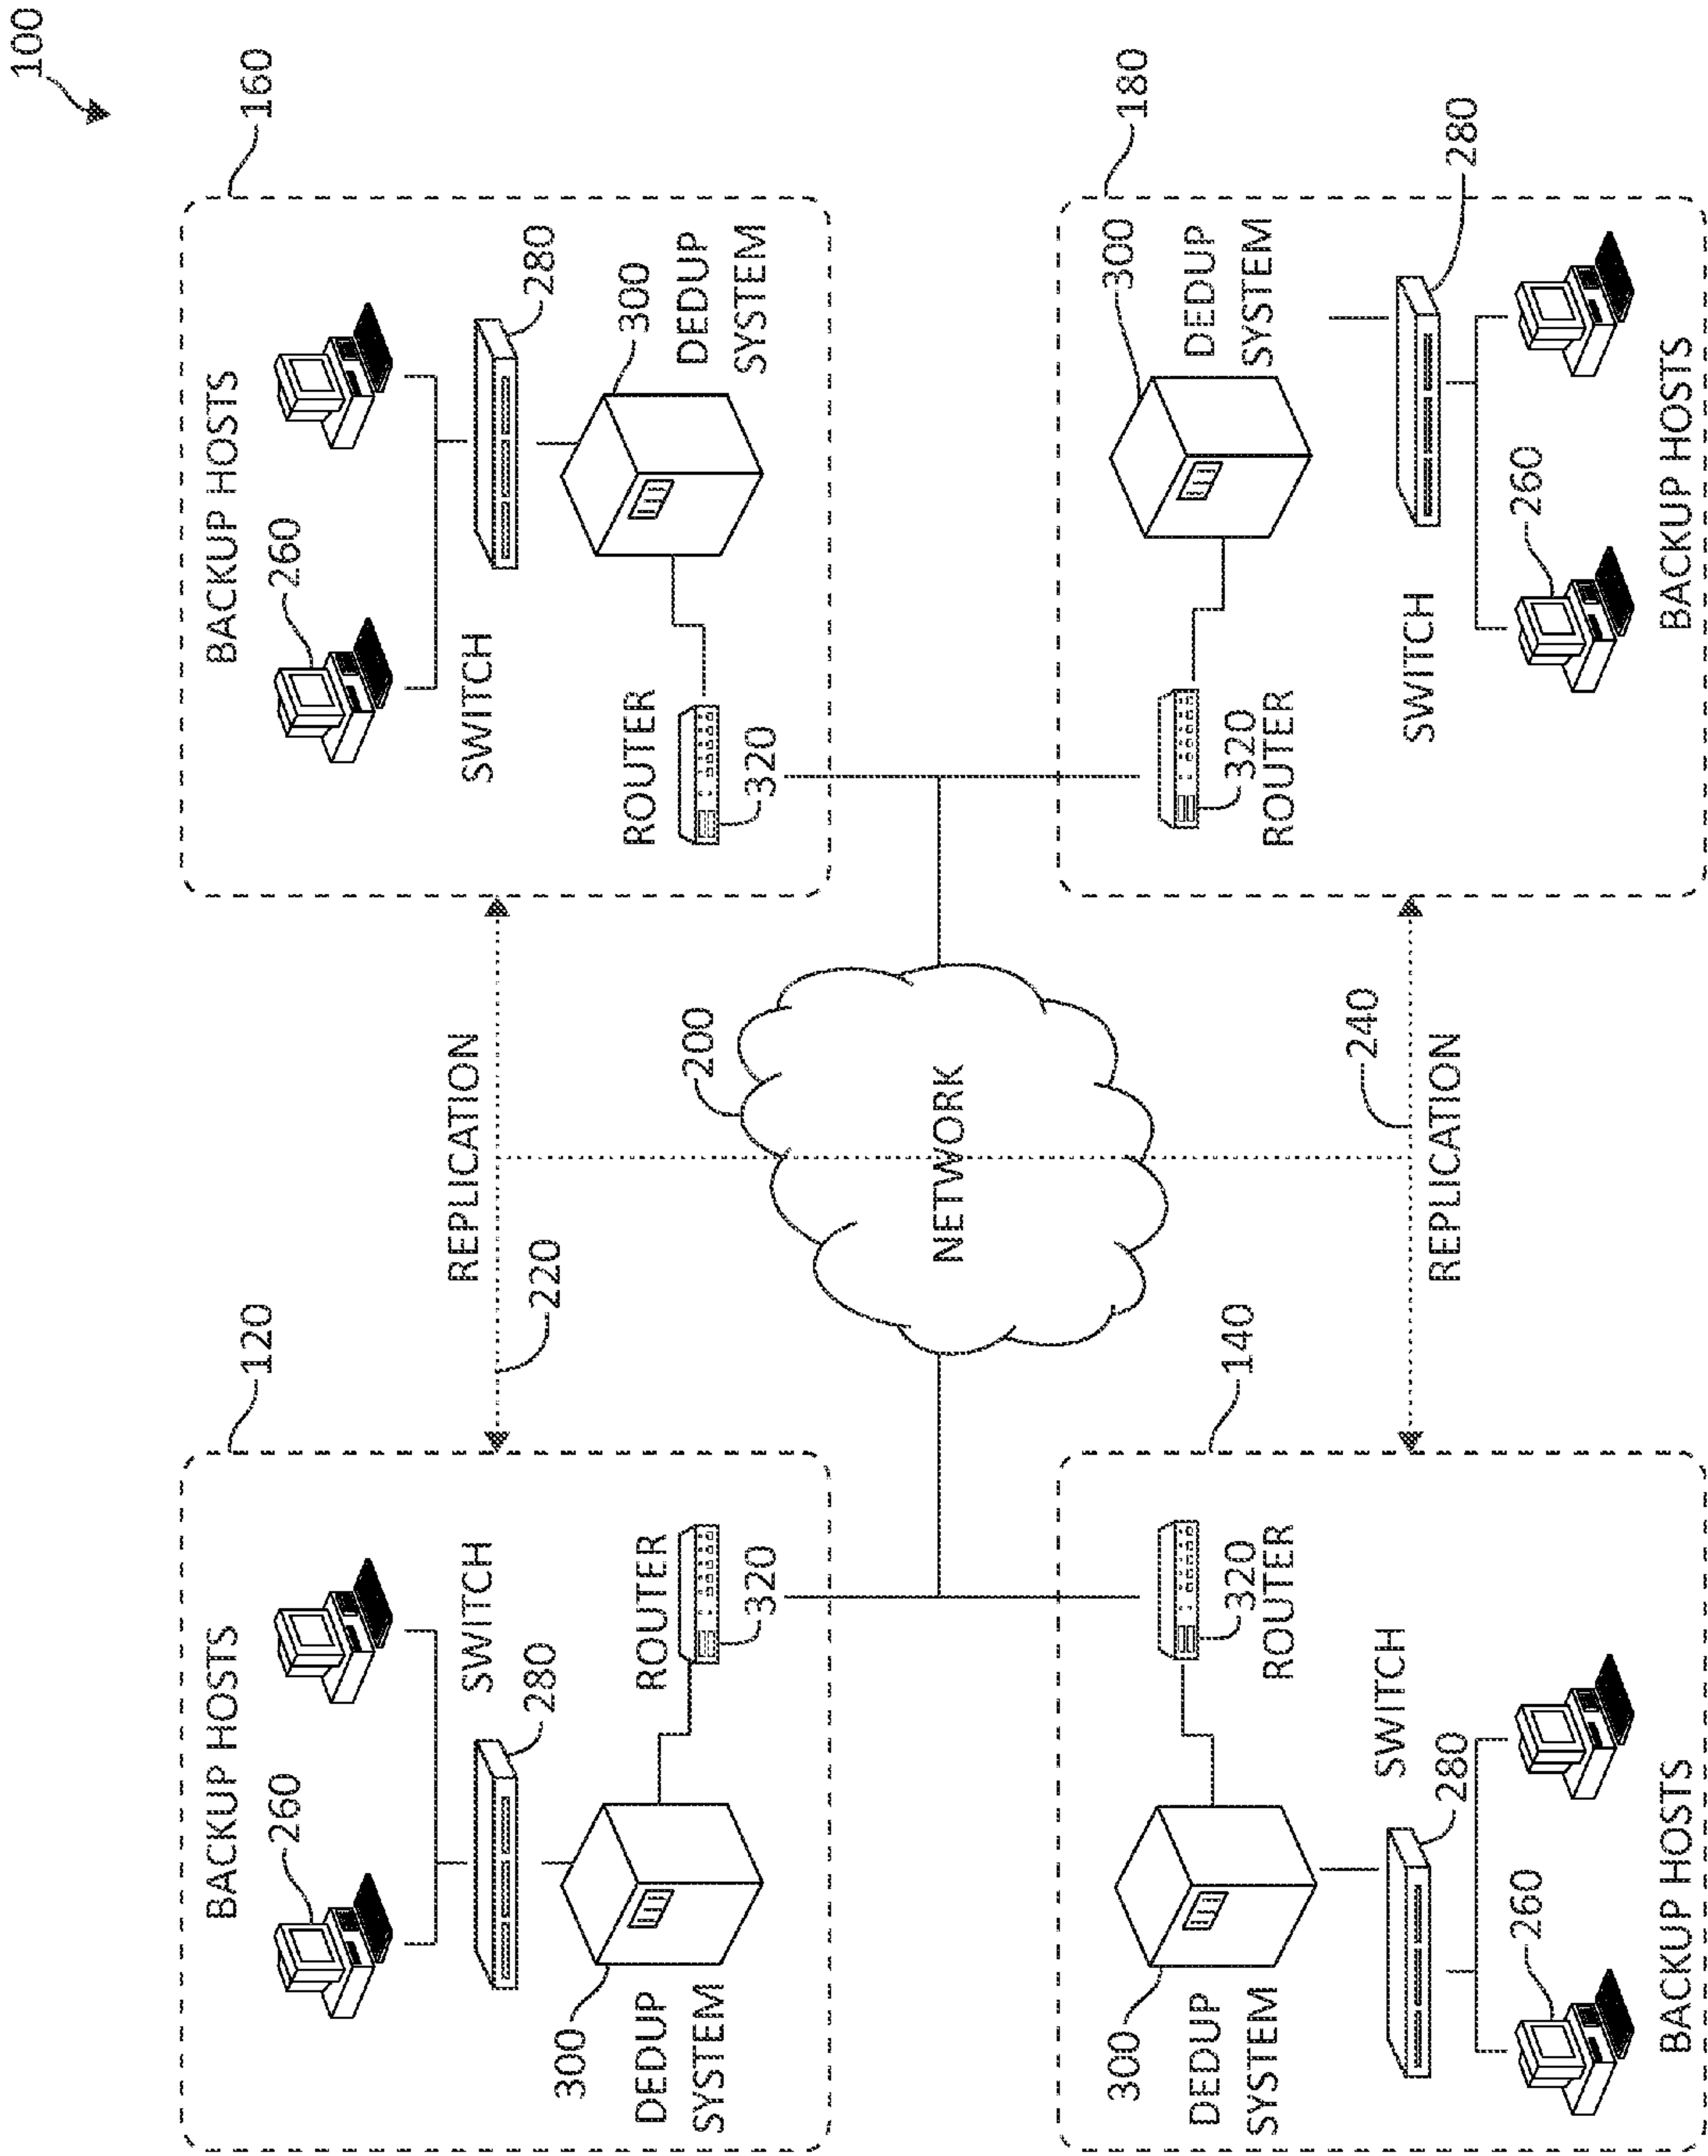 100
120
BACKUP HOSTS
260
SWITCH
280
300
DEDUP
SYSTEM
ROUTER
320
REPLICATION
220
160
BACKUP HOSTS
260
SWITCH
280
300
DEDUP
SYSTEM
ROUTER
320
200
NETWORK
140
300
DEDUP
SYSTEM
320
ROUTER
SWITCH
280
260
BACKUP HOSTS
240
REPLICATION
180
300
DEDUP
SYSTEM
320
ROUTER
SWITCH
280
260
BACKUP HOSTS